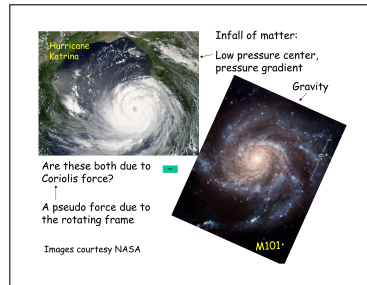 Hurricane
Katrina
Infall of matter:
Low pressure center,
pressure gradient
Gravity
Are these both due to
Coriolis force?
A pseudo force due to
the rotating frame
Images courtesy NASA
M101